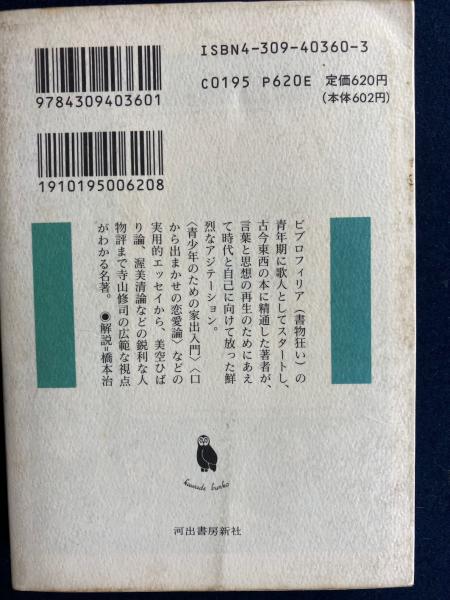 ISBN4-309-40360-3
C0195 P620E 定価620円
(本体602円)
9784309403601
1910195006208
ビブロフィリア（書物狂い）の
青年期に歌人としてスタートし、
古今東西の本に精通した著者が、
言葉と思想の再生のためにあえ
て時代と自己に向けて放った鮮
烈なアジテーション。
〈青少年のための家出入門〉〈口
から出まかせの恋愛論〉などの
実用的エッセイから、美空ひば
り論、渥美清論などの鋭利な人
物評まで寺山修司の広範な視点
がわかる名著。 ◉解説=橋本治
kawade bunko
河出書房新社